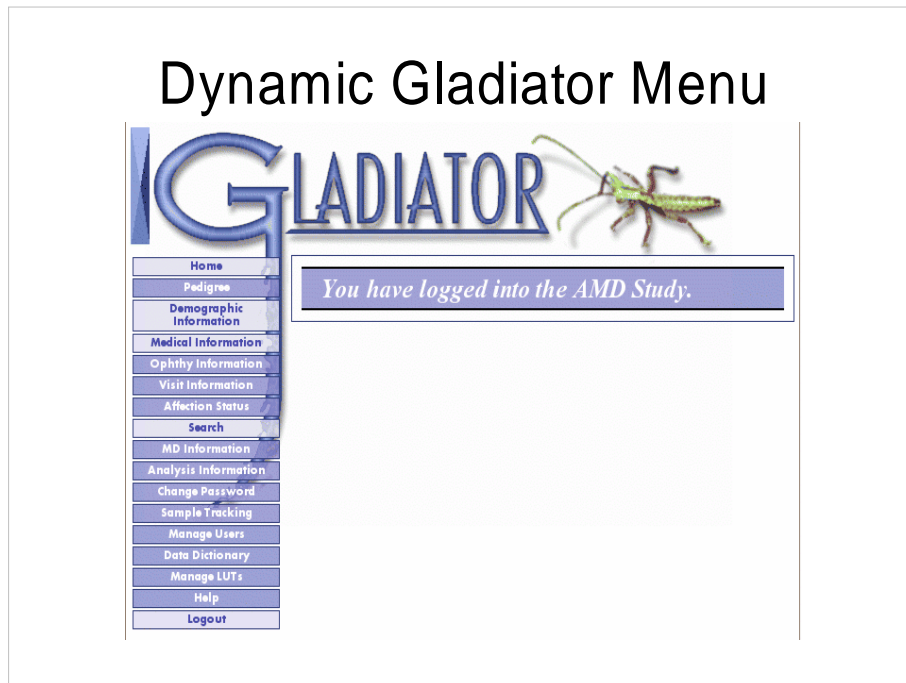 Dynamic Gladiator Menu
GLADIATOR
Home
Pedigree
Demographic
Information
Medical Information
Ophthy Information
Visit Information
Affection Status
Search
MD Information
Analysis Information
Change Password
Sample Tracking
Manage Users
Data Dictionary
Manage LUTs
Help
Logout
You have logged into the AMD Study.